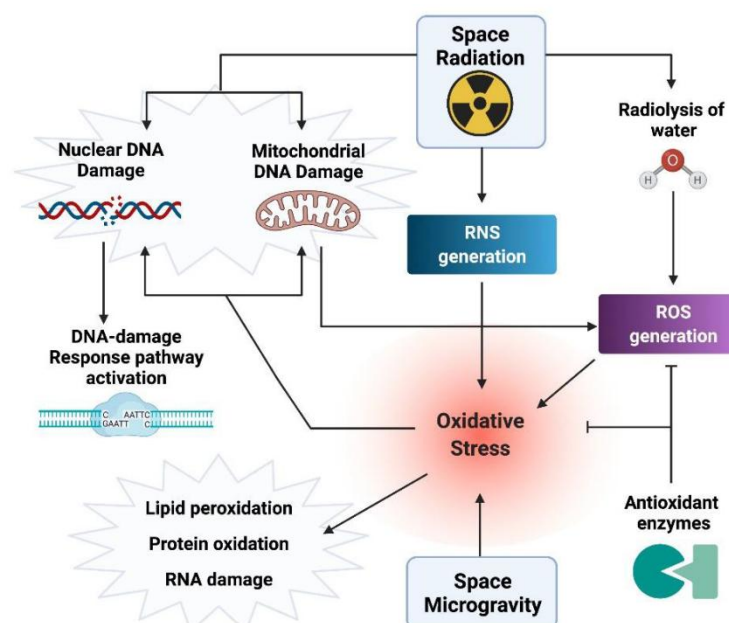 Space
Radiation
Radiolysis of
water
O
H H
Nuclear DNA
Damage
Mitochondrial
DNA Damage
RNS
generation
ROS
generation
DNA-damage
Response pathway
activation
C AATTC
GAATT C
Oxidative
Stress
Lipid peroxidation
Protein oxidation
RNA damage
Antioxidant
enzymes
Space
Microgravity